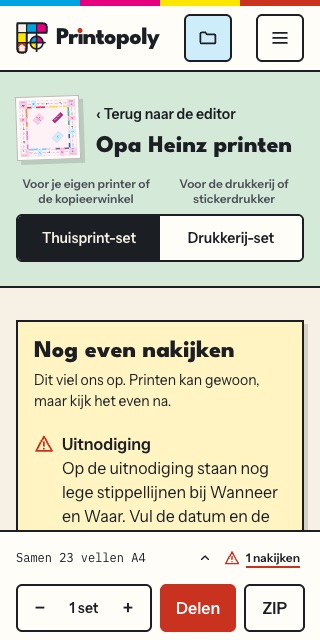 Printopoly
‹ Terug naar de editor
Opa Heinz printen
Voor je eigen printer of
de kopieerwinkel
Voor de drukkerij of
stickerdrukker
Thuisprint-set
Drukkerij-set
Nog even nakijken
Dit viel ons op. Printen kan gewoon,
maar kijk het even na.
Uitnodiging
Op de uitnodiging staan nog
lege stippellijnen bij Wanneer
en Waar. Vul de datum en de
Samen 23 vellen A4
1 nakijken
− 1 set +
Delen
ZIP